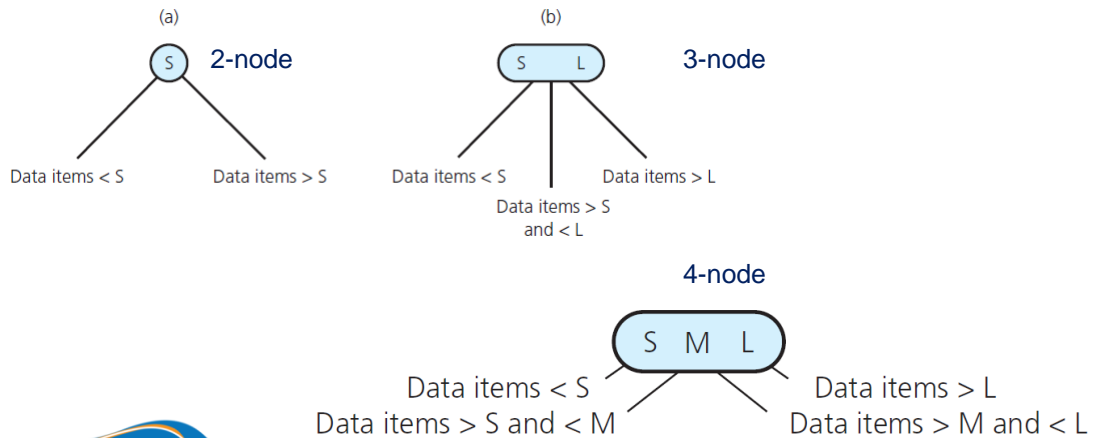 (a)
(b)
S
2-node
S L
3-node
Data items < S
Data items > S
Data items < S
Data items > L
Data items > S
and < L
4-node
S M L
Data items < S
Data items > L
Data items > S and < M
Data items > M and < L